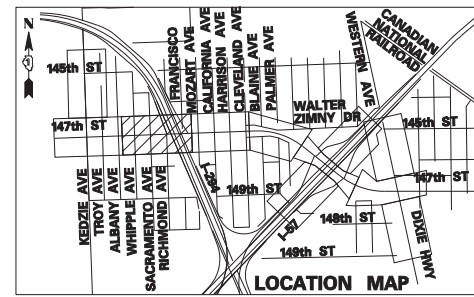 N
145th ST
147th ST
FRANCISCO
MOZART AVE
CALIFORNIA AVE
HARRISON AVE
CLEVELAND AVE
BLAINE AVE
PALMER AVE
WESTERN AVE
CANADIAN
NATIONAL
RAILROAD
WALTER
ZIMNY DR
145th ST
147th ST
KEDZIE AVE
TROY AVE
ALBANY AVE
WHIPPLE AVE
SACRAMENTO AVE
RICHMOND AVE
I-294
149th ST
I-57
148th ST
149th ST
DIXIE HWY
LOCATION MAP